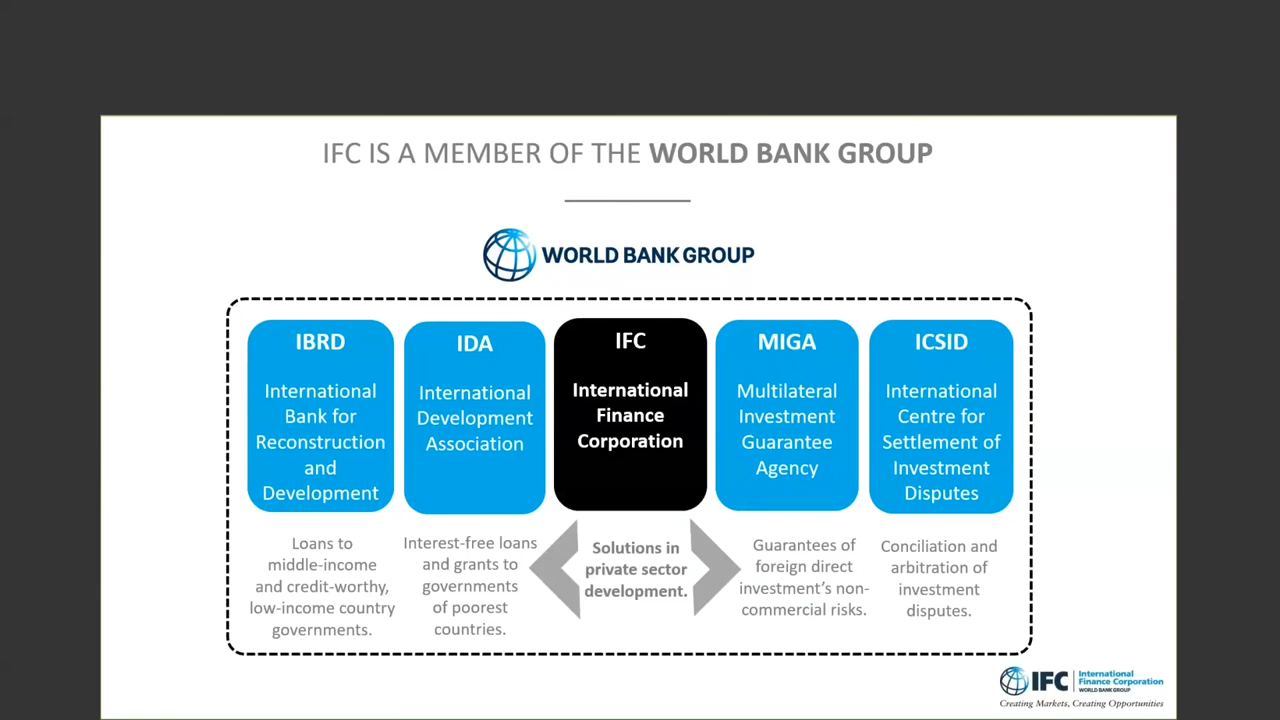 IFC IS A MEMBER OF THE WORLD BANK GROUP
WORLD BANK GROUP
IBRD
International
Bank for
Reconstruction
and
Development
Loans to
middle-income
and credit-worthy,
low-income country
governments.
IDA
International
Development
Association
Interest-free loans
and grants to
governments
of poorest
countries.
IFC
International
Finance
Corporation
Solutions in
private sector
development.
MIGA
Multilateral
Investment
Guarantee
Agency
Guarantees of
foreign direct
investment's non-
commercial risks.
ICSID
International
Centre for
Settlement of
Investment
Disputes
Conciliation and
arbitration of
investment
disputes.
IFC
International
Finance Corporation
WORLD BANK GROUP
Creating Markets, Creating Opportunities